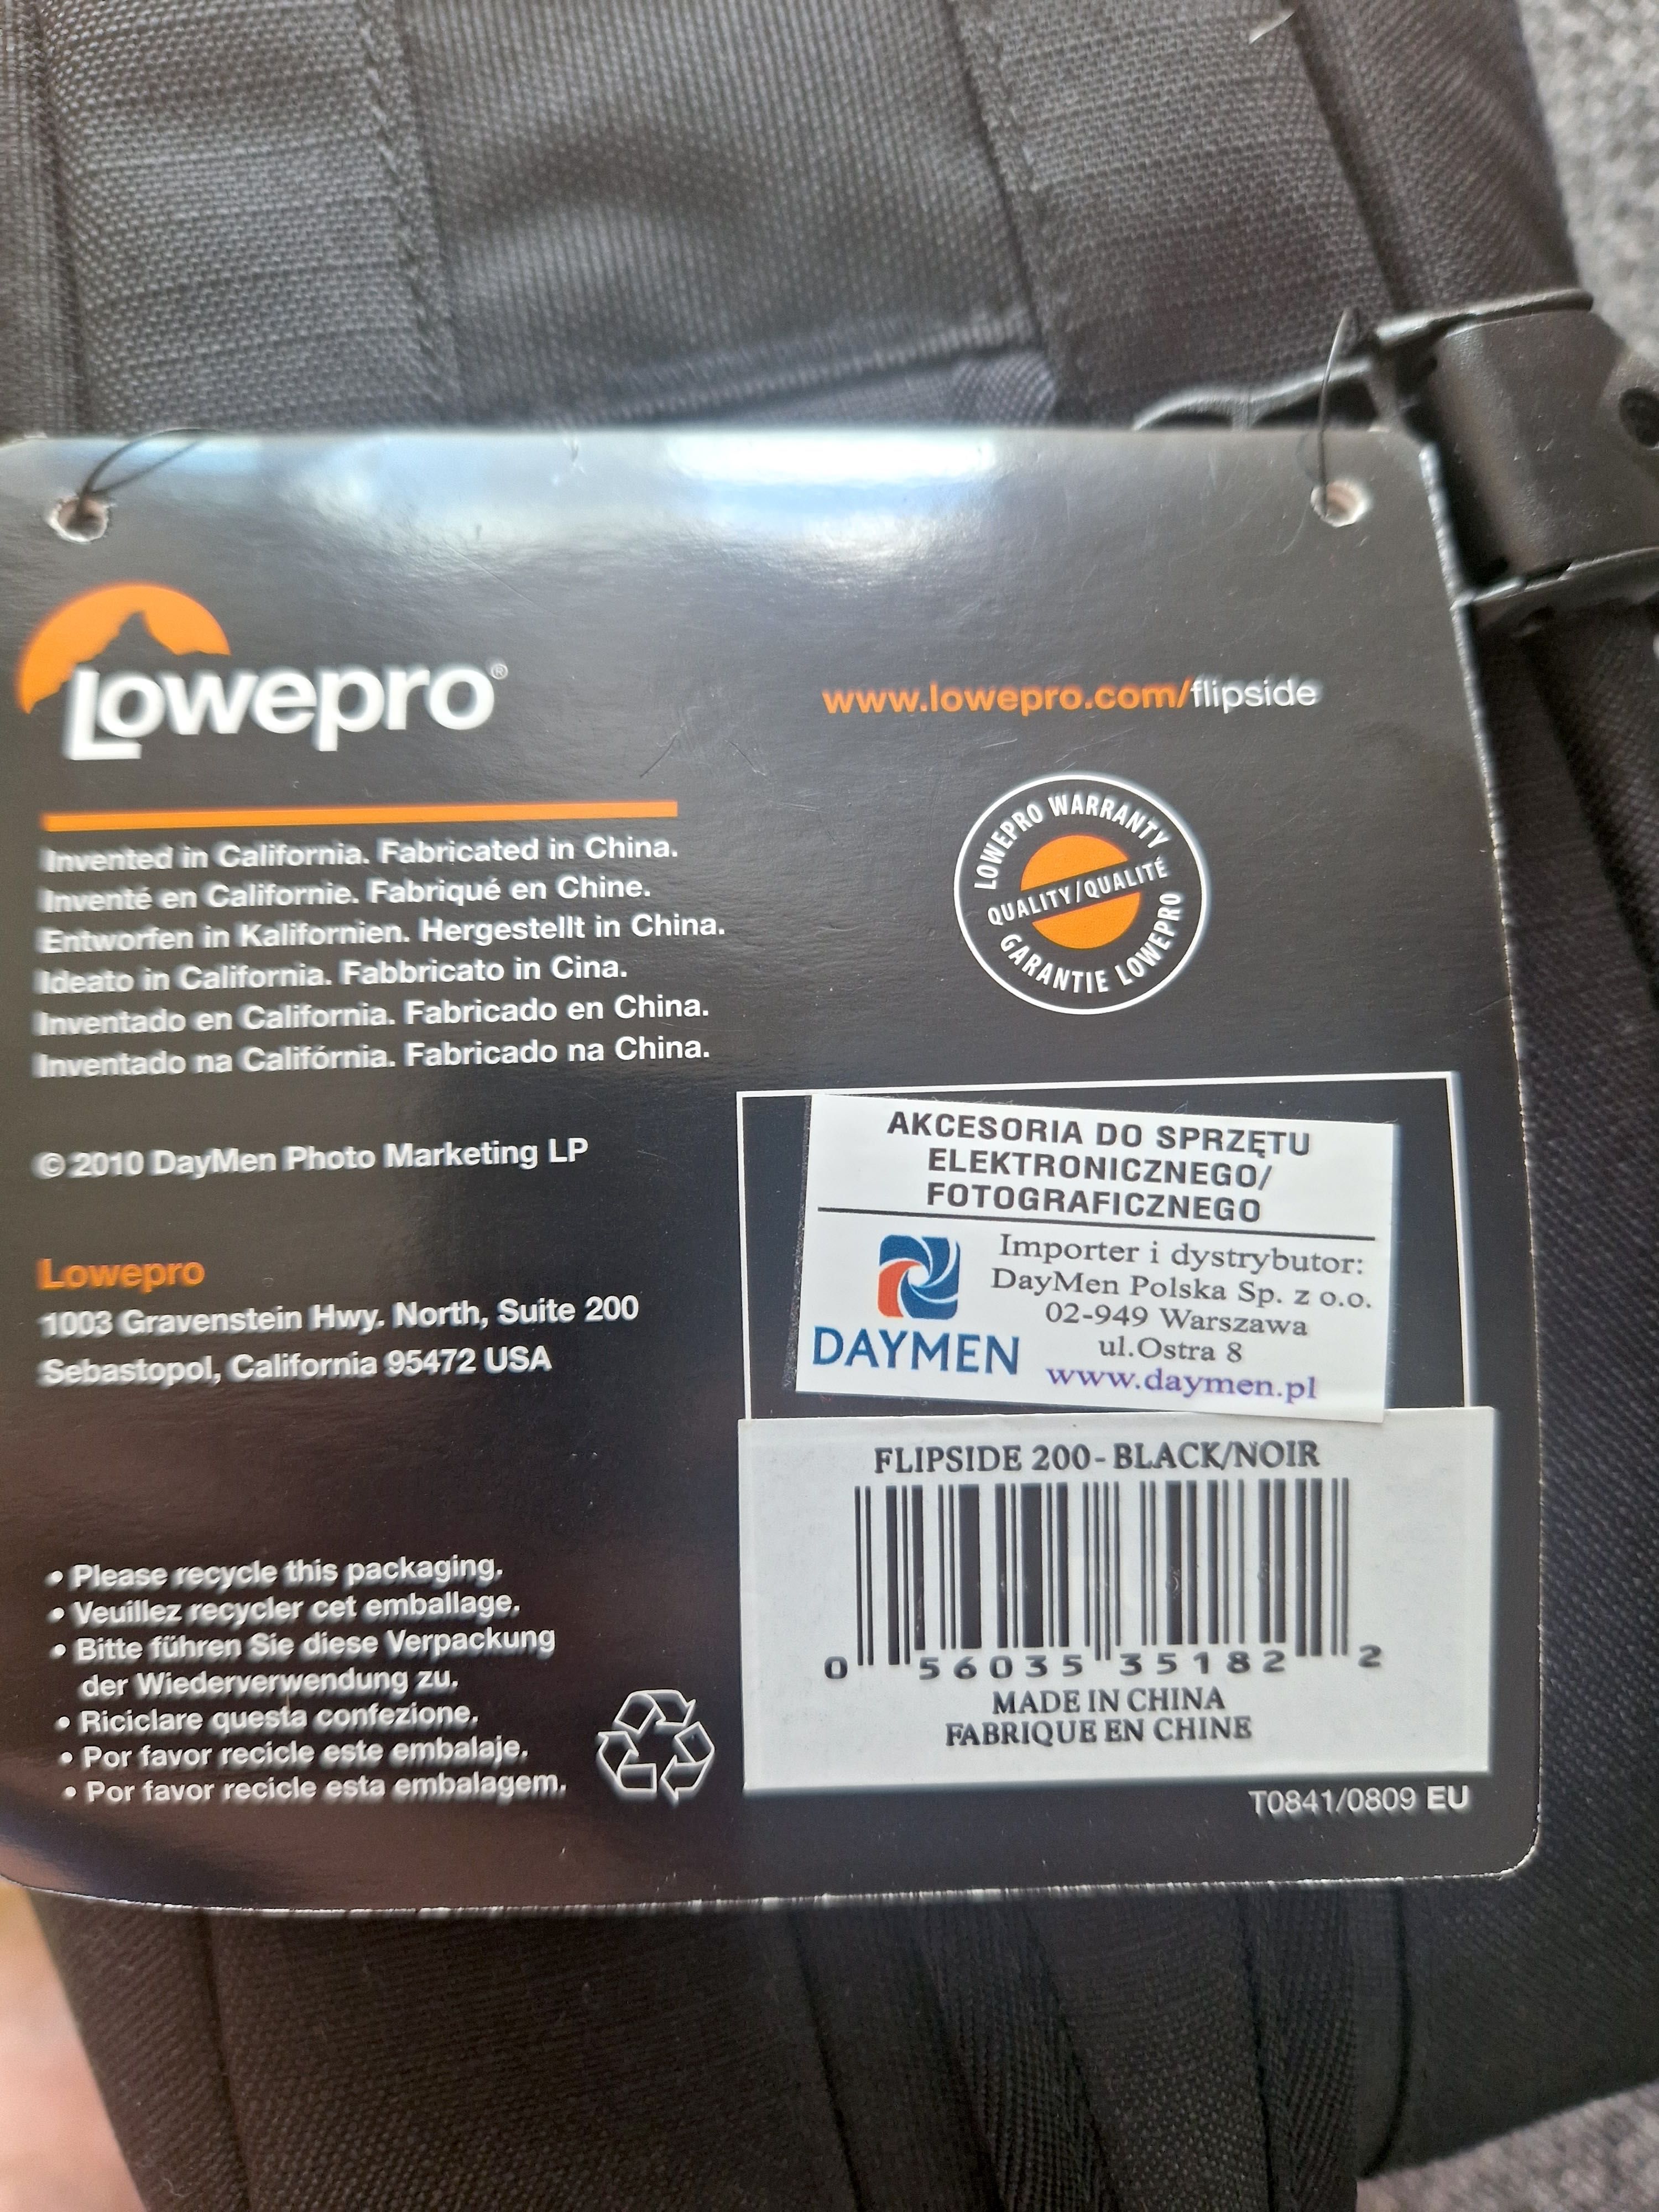 Lowepro®
www.lowepro.com/flipside
Invented in California. Fabricated in China.
Inventé en Californie. Fabriqué en Chine.
Entworfen in Kalifornien. Hergestellt in China.
Ideato in California. Fabbricato in Cina.
Inventado en California. Fabricado en China.
Inventado na Califórnia. Fabricado na China.
LOWEPRO WARRANTY
QUALITY/QUALITÉ
GARANTIE LOWEPRO
© 2010 DayMen Photo Marketing LP
Lowepro
1003 Gravenstein Hwy. North, Suite 200
Sebastopol, California 95472 USA
AKCESORIA DO SPRZĘTU
ELEKTRONICZNEGO/
FOTOGRAFICZNEGO
DAYMEN
Importer i dystrybutor:
DayMen Polska Sp. z o.o.
02-949 Warszawa
ul.Ostra 8
www.daymen.pl
FLIPSIDE 200-BLACK/NOIR
0 56035 35182 2
MADE IN CHINA
FABRIQUE EN CHINE
• Please recycle this packaging.
• Veuillez recycler cet emballage.
• Bitte führen Sie diese Verpackung
der Wiederverwendung zu.
• Riciclare questa confezione.
• Por favor recicle este embalaje.
• Por favor recicle esta embalagem.
T0841/0809 EU